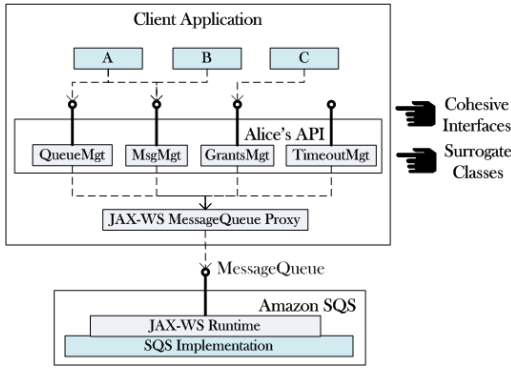 Client Application
A
B
C
Cohesive
Interfaces
Alice's API
QueueMgt
MsgMgt
GrantsMgt
TimeoutMgt
Surrogate
Classes
JAX-WS MessageQueue Proxy
MessageQueue
Amazon SQS
JAX-WS Runtime
SQS Implementation